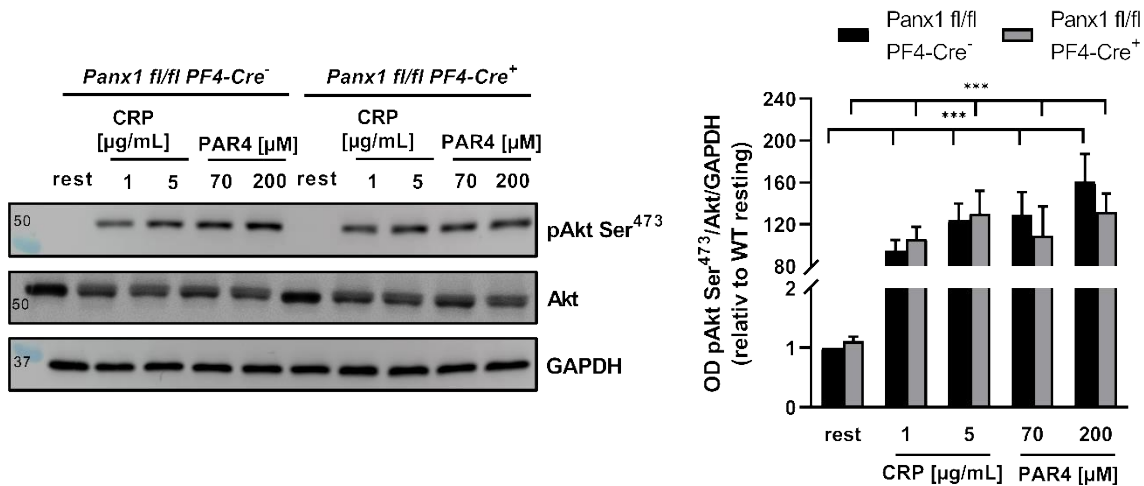 Panx1 fl/fl PF4-Cre-
Panx1 fl/fl PF4-Cre+
CRP
[µg/mL]
PAR4 [µM]
CRP
[µg/mL]
PAR4 [µM]
rest 1 5 70 200 rest 1 5 70 200
50
pAkt Ser473
50
Akt
37
GAPDH
Panx1 fl/fl
PF4-Cre-
Panx1 fl/fl
PF4-Cre+
OD pAkt Ser473/Akt/GAPDH
(relativ to WT resting)
240
200
160
120
80
2
1
0
***
***
rest 1 5 70 200
CRP [µg/mL] PAR4 [µM]